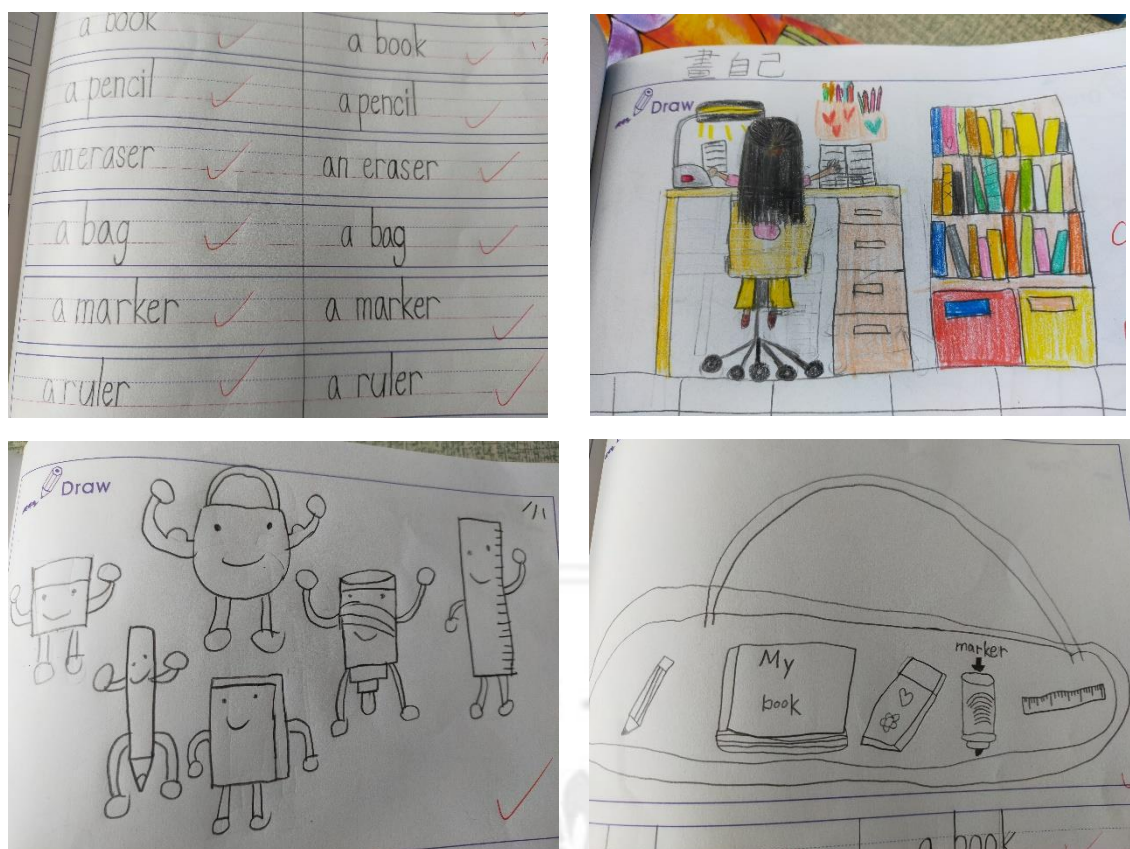 a book a book
a pencil a pencil
an eraser an eraser
a bag a bag
a marker a marker
a ruler a ruler
畫自己
Draw
Draw
My
book
marker
a book